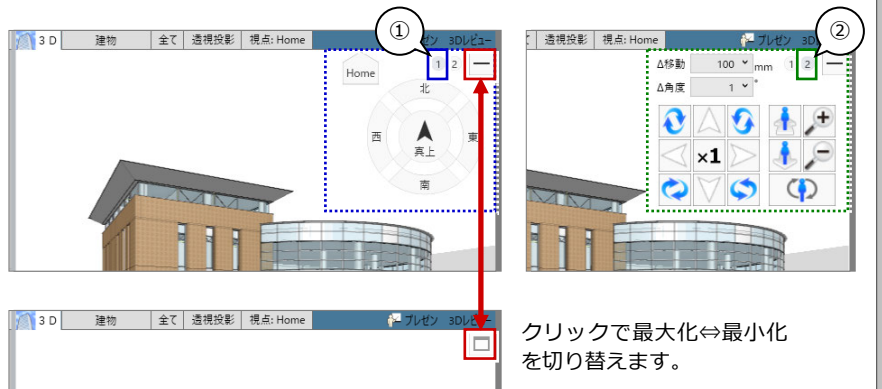 ①
3 D 建物 全て 透視投影 視点: Home プレゼン 3Dレビュー
Home
1 2
北
西
真上
東
南
②
透視投影 視点: Home プレゼン
Δ移動 100 mm 1 2
Δ角度 1 °
×1
3 D 建物 全て 透視投影 視点: Home プレゼン 3Dレビュー
クリックで最大化⇔最小化
を切り替えます。